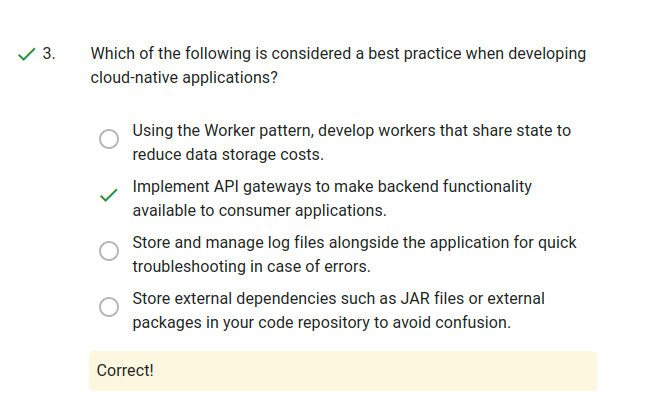 3. Which of the following is considered a best practice when developing
cloud-native applications?
Using the Worker pattern, develop workers that share state to
reduce data storage costs.
Implement API gateways to make backend functionality
available to consumer applications.
Store and manage log files alongside the application for quick
troubleshooting in case of errors.
Store external dependencies such as JAR files or external
packages in your code repository to avoid confusion.
Correct!